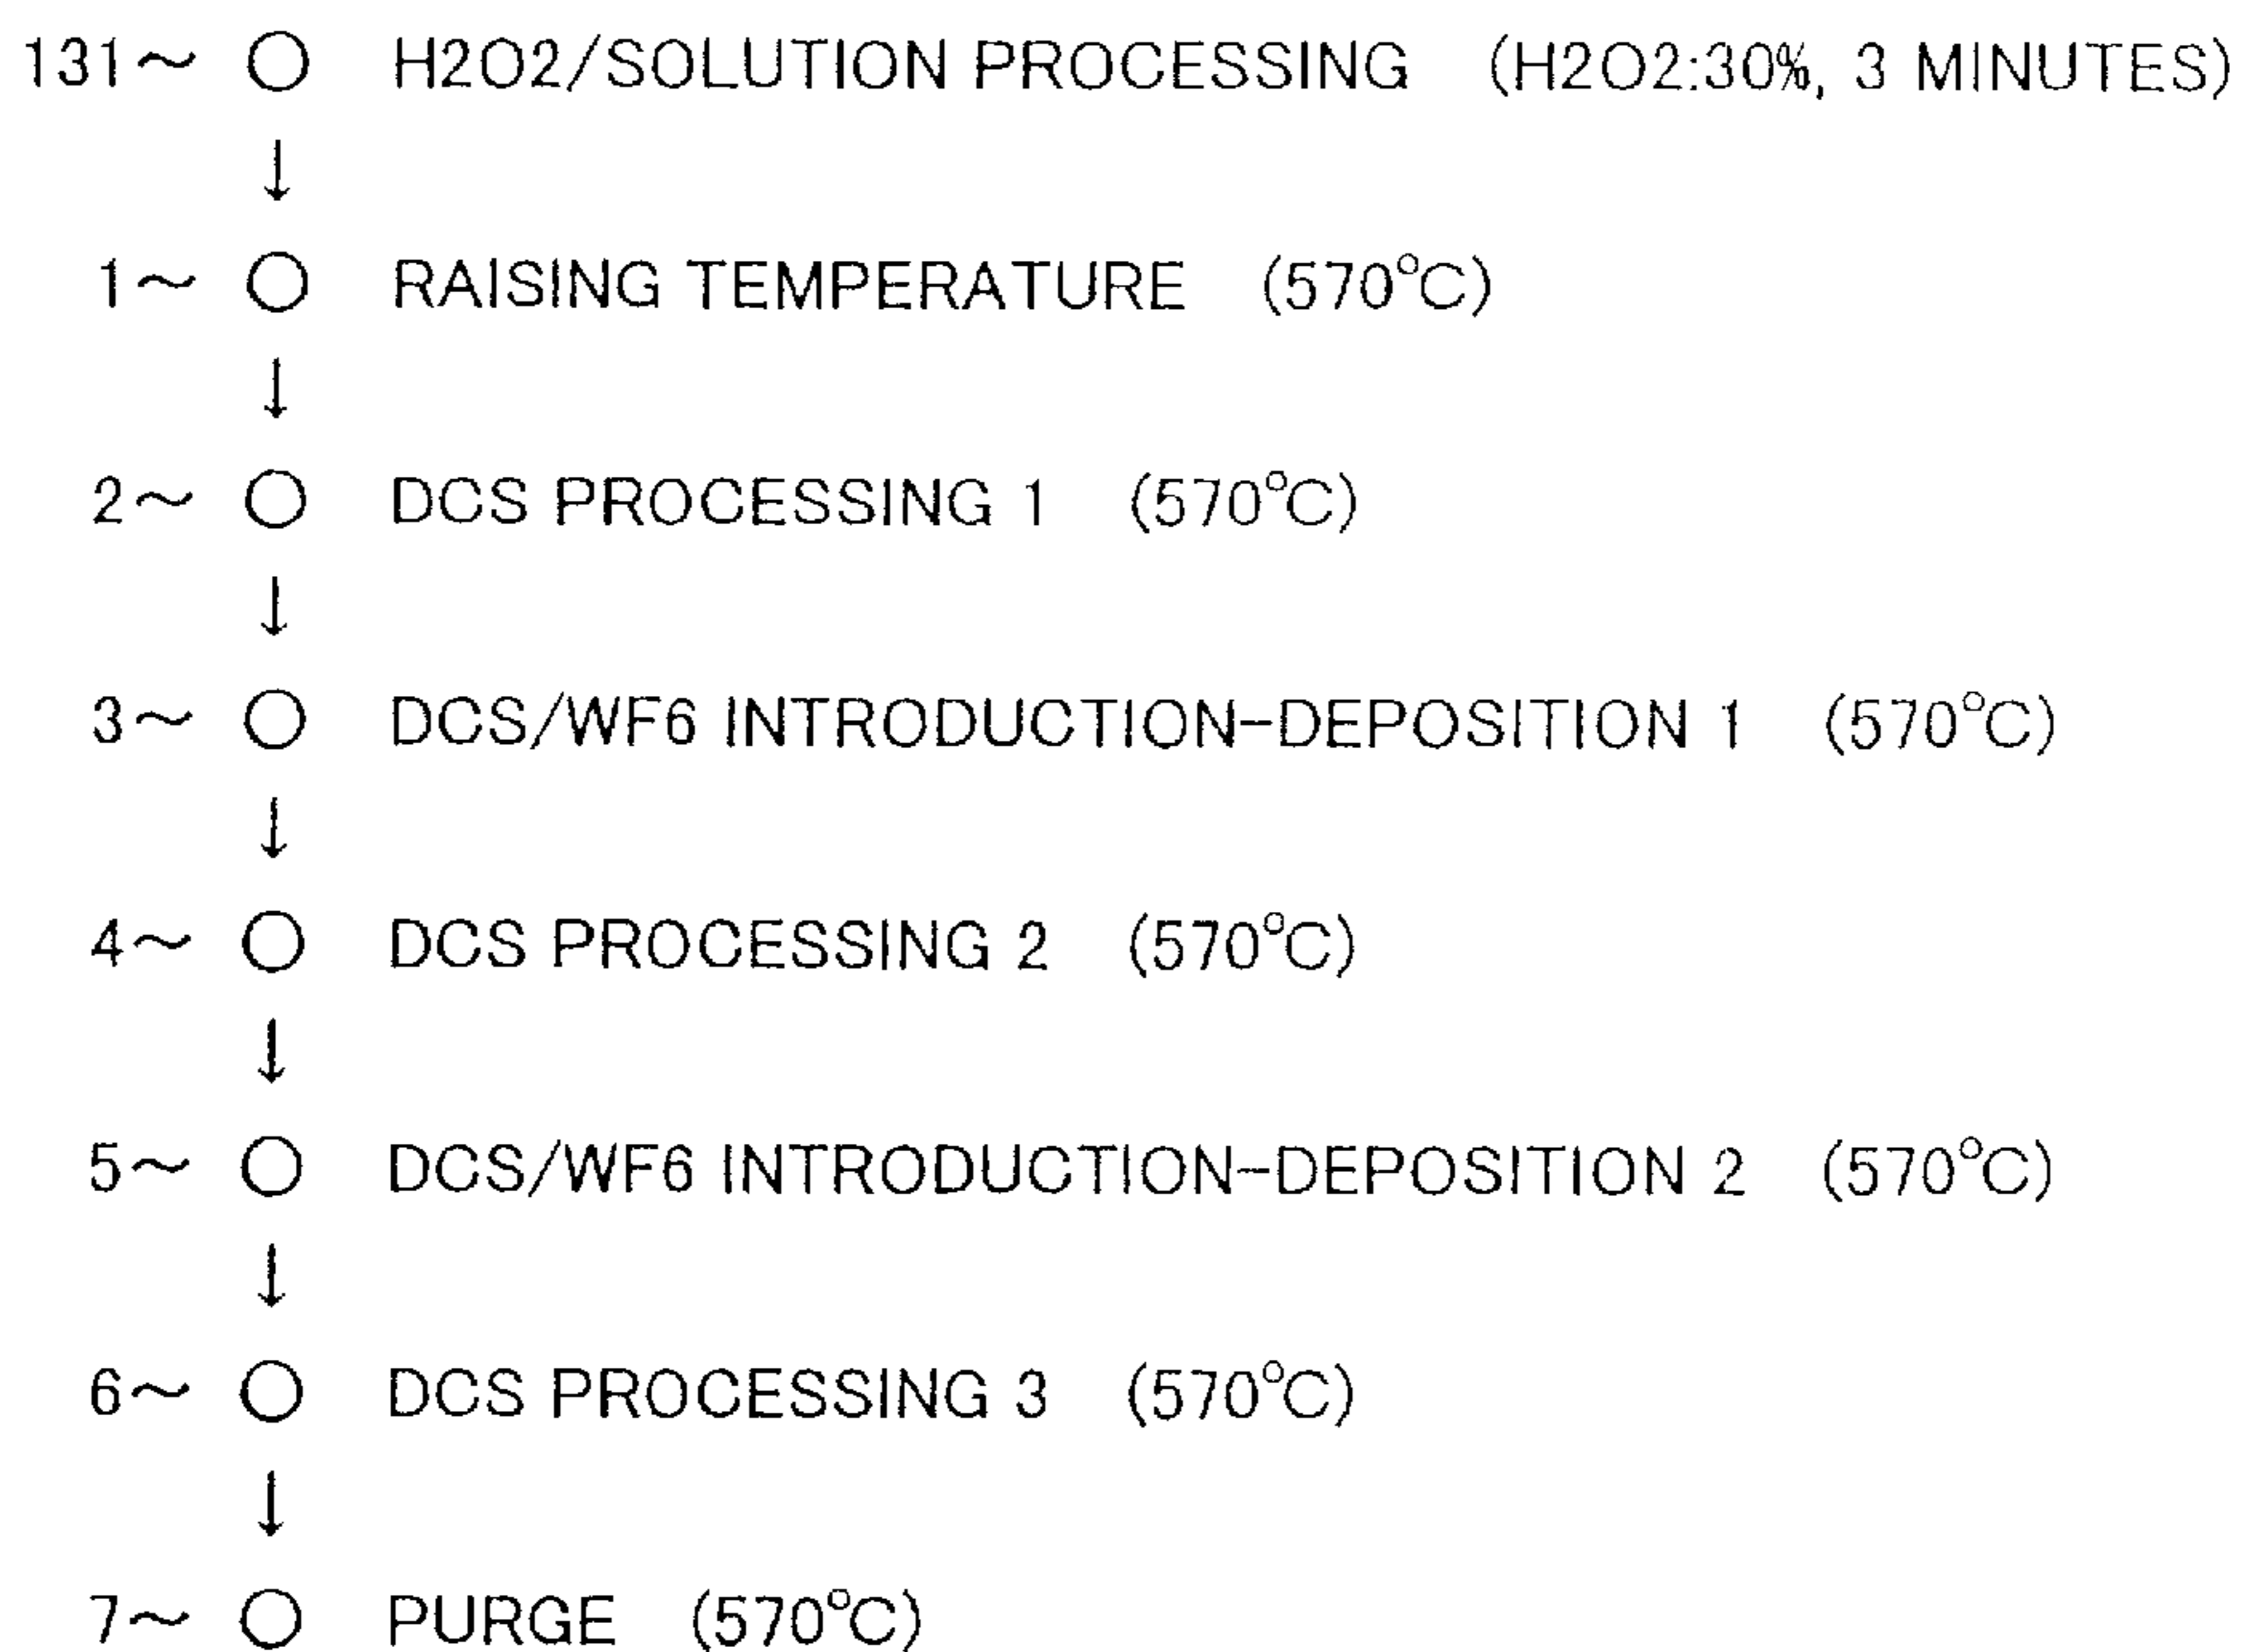 131~ ○ H2O2/SOLUTION PROCESSING (H2O2:30%, 3 MINUTES)
↓
1~ ○ RAISING TEMPERATURE (570°C)
↓
2~ ○ DCS PROCESSING 1 (570°C)
↓
3~ ○ DCS/WF6 INTRODUCTION-DEPOSITION 1 (570°C)
↓
4~ ○ DCS PROCESSING 2 (570°C)
↓
5~ ○ DCS/WF6 INTRODUCTION-DEPOSITION 2 (570°C)
↓
6~ ○ DCS PROCESSING 3 (570°C)
↓
7~ ○ PURGE (570°C)